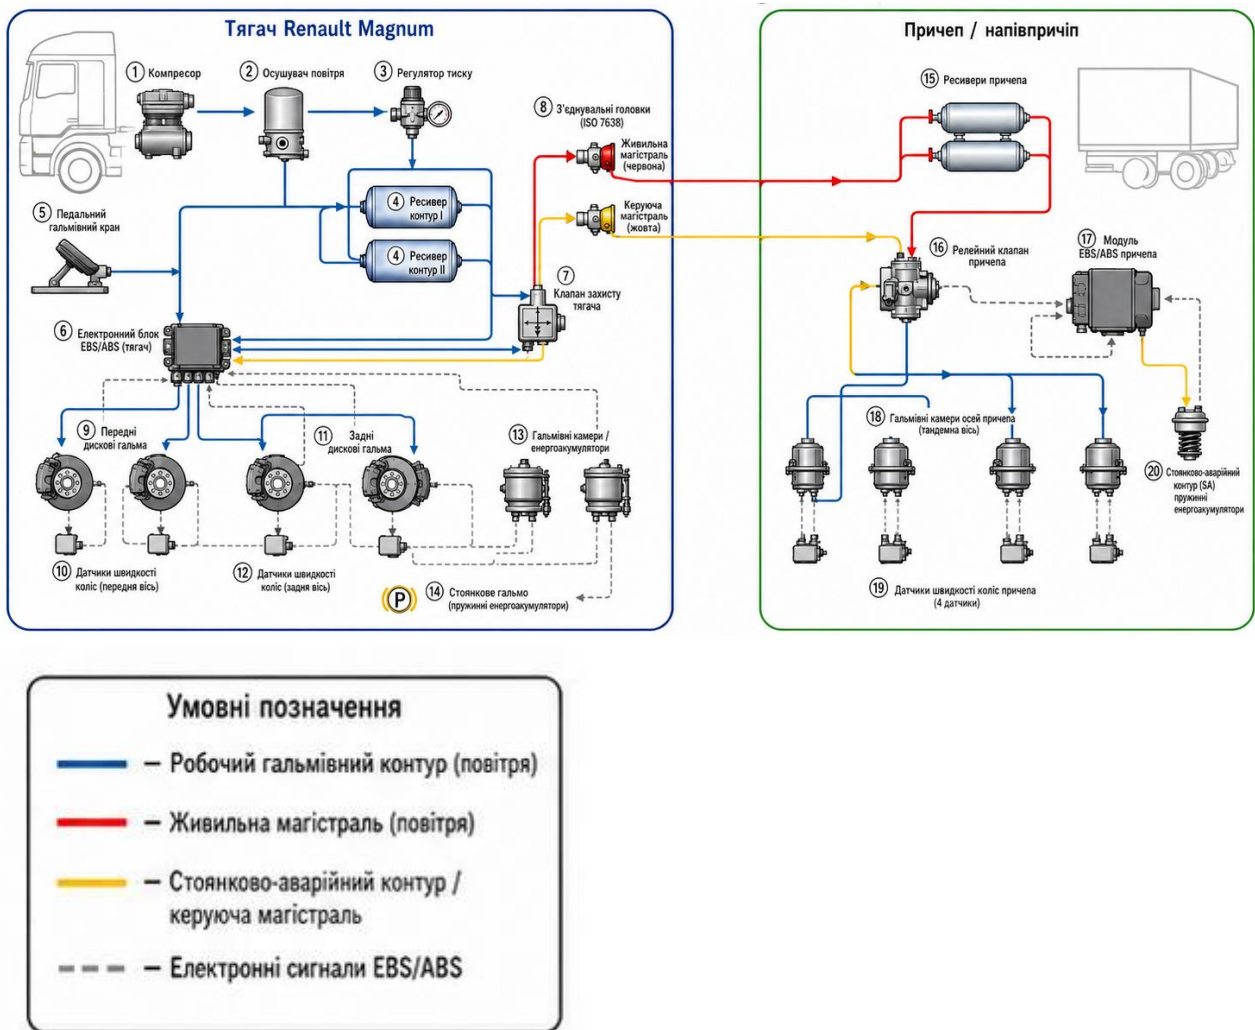 Тягач Renault Magnum
1 Компресор
2 Осушувач повітря
3 Регулятор тиску
4 Ресивер
контур I
4 Ресивер
контур II
5 Педальний
гальмівний кран
6 Електронний блок
EBS/ABS (тягач)
7
Клапан захисту
тягача
8 З'єднувальні головки
(ISO 7638)
Живильна
магістраль
(червона)
Керуюча
магістраль
(жовта)
9 Передні
дискові гальма
10 Датчики швидкості
коліс (передня вісь)
11 Задні
дискові гальма
12 Датчики швидкості
коліс (задня вісь)
13 Гальмівні камери /
енергоакумулятори
P
14 Стоянкове гальмо
(пружинні енергоакумулятори)
Причеп / напівпричіп
15 Ресивери причепа
16 Релейний клапан
причепа
17 Модуль
EBS/ABS причепа
18 Гальмівні камери осей причепа
(тандемна вісь)
19 Датчики швидкості коліс причепа
(4 датчики)
20 Стоянково-аварійний
контур (SA)
пружинні
енергоакумулятори
Умовні позначення
– Робочий гальмівний контур (повітря)
– Живильна магістраль (повітря)
– Стоянково-аварійний контур /
керуюча магістраль
– Електронні сигнали EBS/ABS